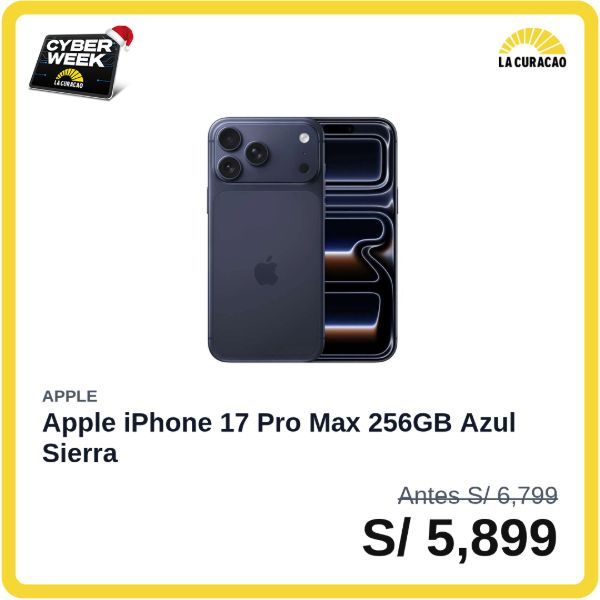 CYBER
WEEK
LA CURACAO
LA CURACAO
APPLE
Apple iPhone 17 Pro Max 256GB Azul
Sierra
Antes S/ 6,799
S/ 5,899